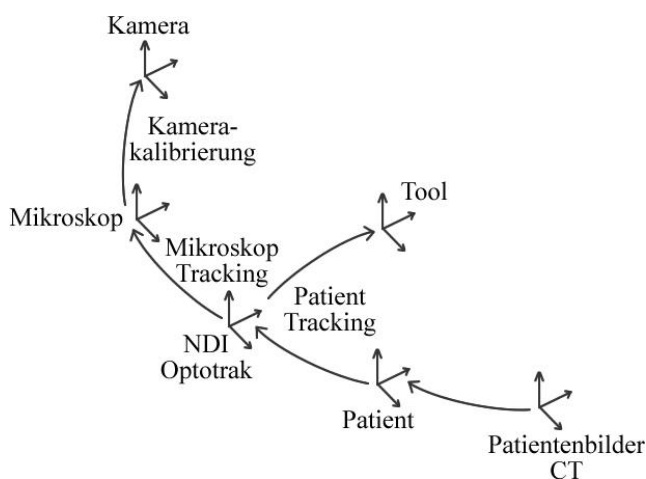 Kamera
Kamera-
kalibrierung
Mikroskop
Tool
Mikroskop
Tracking
Patient
Tracking
NDI
Optotrak
Patient
Patientenbilder
CT